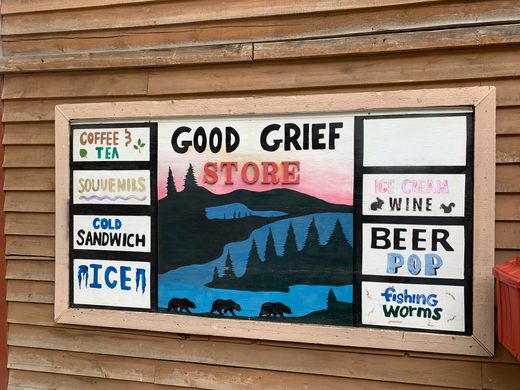 GOOD GRIEF
STORE
COFFEE &
TEA
SOUVENIRS
COLD
SANDWICH
ICE
ICE CREAM
WINE
BEER
POP
fishing
worms